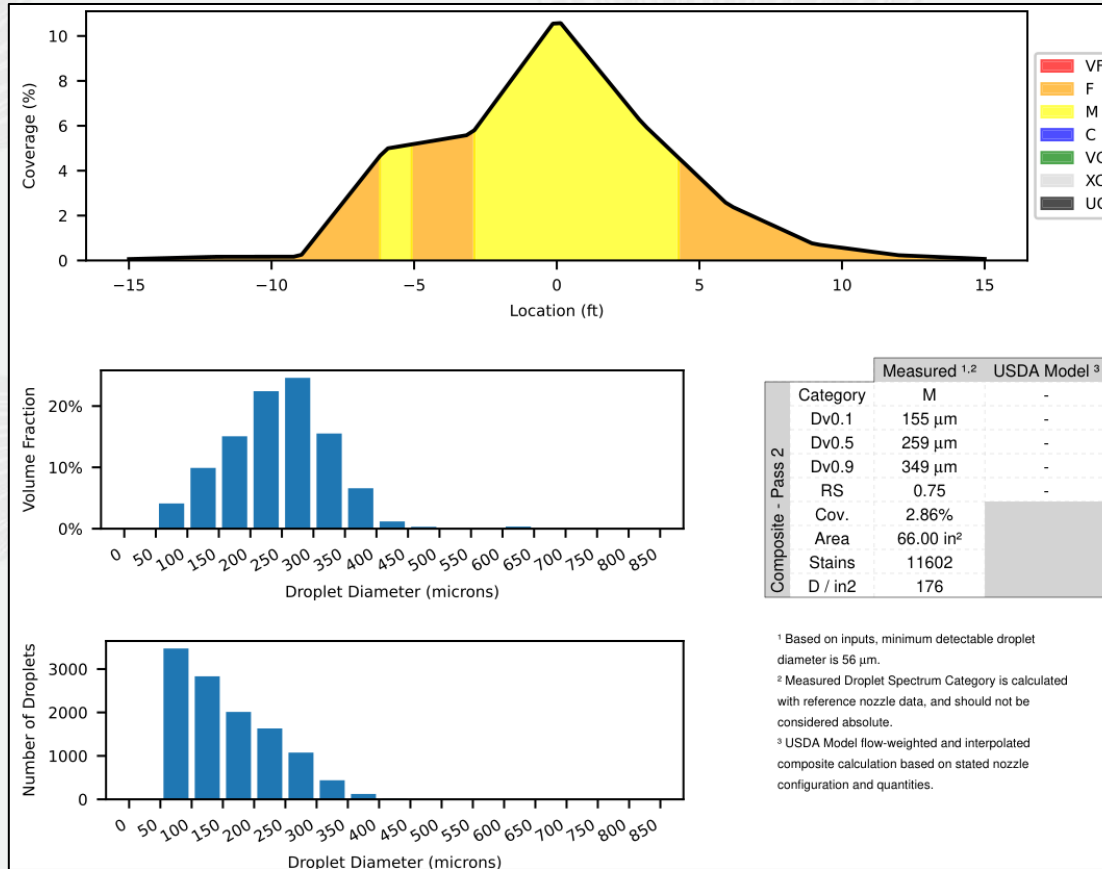 10
8
6
4
2
0
Coverage (%)
−15 −10 −5 0 5 10 15
Location (ft)
VF
F
M
C
VC
XC
UC
20%
10%
0%
Volume Fraction
0 50 100 150 200 250 300 350 400 450 500 550 600 650 700 750 800 850
Droplet Diameter (microns)
Measured ¹,² USDA Model ³
Composite - Pass 2
Category M -
Dv0.1 155 µm -
Dv0.5 259 µm -
Dv0.9 349 µm -
RS 0.75 -
Cov. 2.86%
Area 66.00 in²
Stains 11602
D / in2 176
¹ Based on inputs, minimum detectable droplet
diameter is 56 µm.
² Measured Droplet Spectrum Category is calculated
with reference nozzle data, and should not be
considered absolute.
³ USDA Model flow-weighted and interpolated
composite calculation based on stated nozzle
configuration and quantities.
3000
2000
1000
0
Number of Droplets
0 50 100 150 200 250 300 350 400 450 500 550 600 650 700 750 800 850
Droplet Diameter (microns)